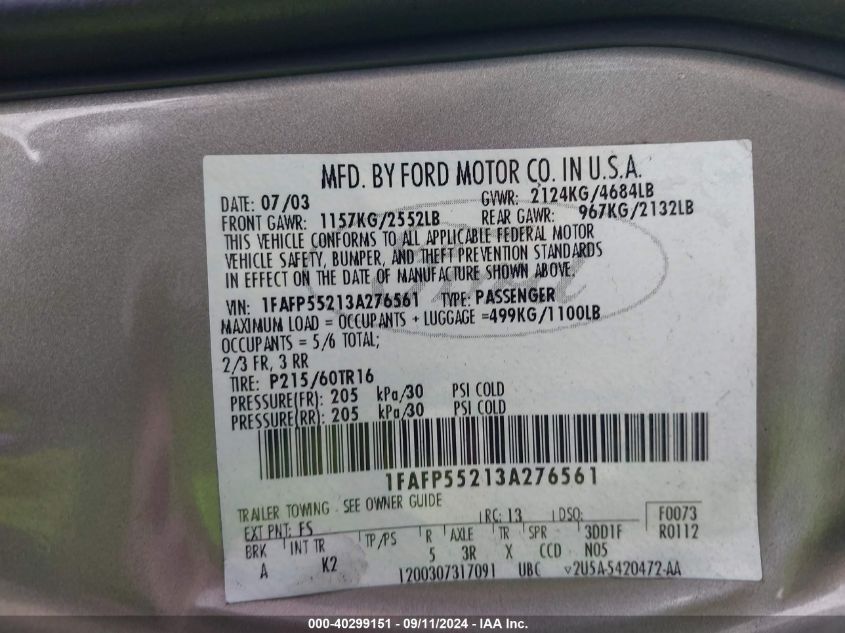 MFD. BY FORD MOTOR CO. IN U.S.A.
DATE: 07/03 GVWR: 2124KG/4684LB
FRONT GAWR: 1157KG/2552LB REAR GAWR: 967KG/2132LB
THIS VEHICLE CONFORMS TO ALL APPLICABLE FEDERAL MOTOR
VEHICLE SAFETY, BUMPER, AND THEFT PREVENTION STANDARDS
IN EFFECT ON THE DATE OF MANUFACTURE SHOWN ABOVE.
VIN: 1FAFP55213A276561 TYPE: PASSENGER
MAXIMUM LOAD = OCCUPANTS + LUGGAGE =499KG/1100LB
OCCUPANTS = 5/6 TOTAL;
2/3 FR, 3 RR
TIRE: P215/60TR16
PRESSURE(FR): 205 kPa/30 PSI COLD
PRESSURE(RR): 205 kPa/30 PSI COLD
1FAFP55213A276561
TRAILER TOWING - SEE OWNER GUIDE
EXT PNT: FS RC: 13 DSO: F0073
BRK INT TR TP/PS R AXLE TR SPR 3DD1F R0112
A K2 5 3R X CCD N05
1200307317091 UBC v2U5A-5420472-AA
000-40299151 - 09/11/2024 - IAA Inc.